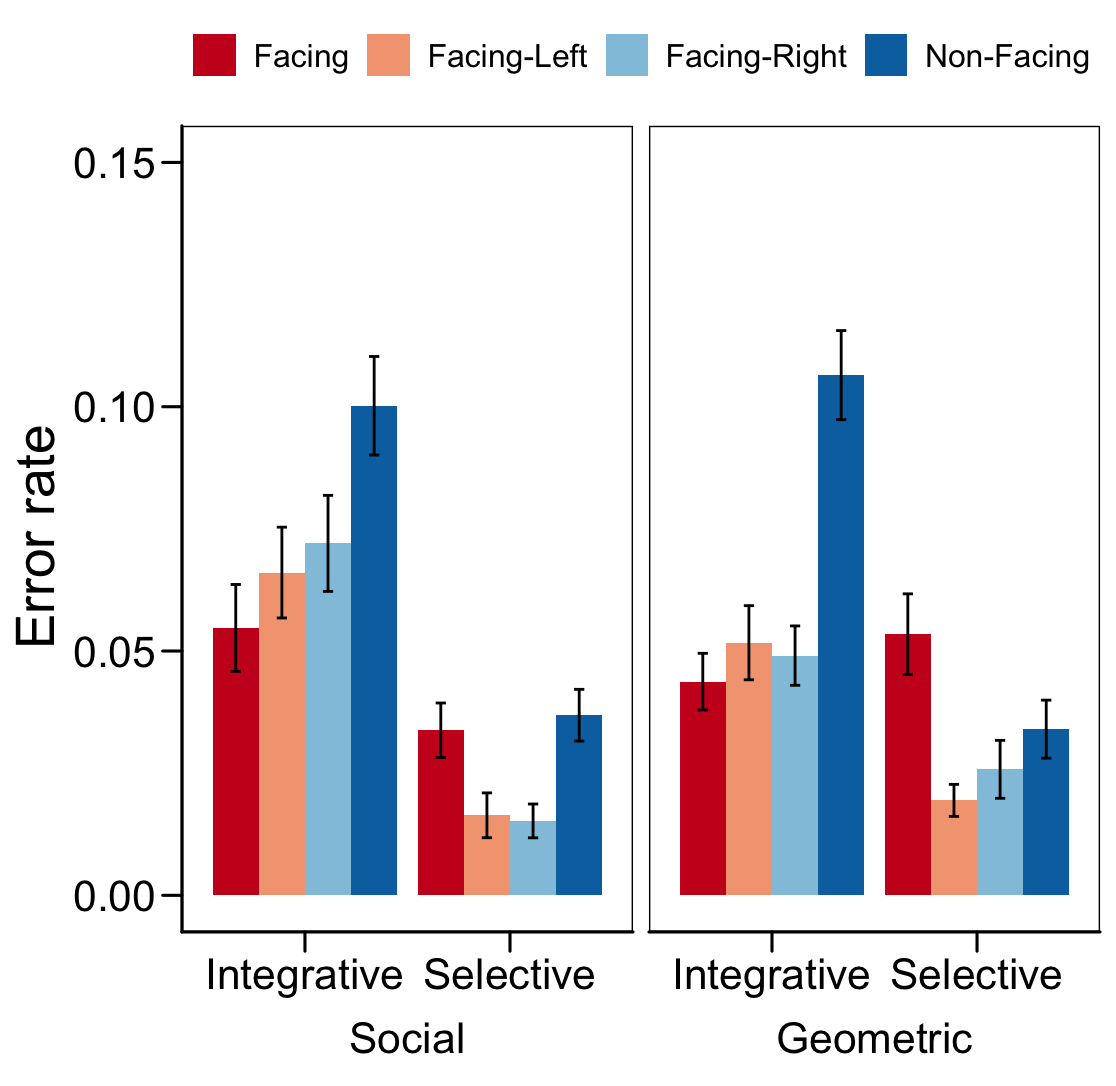 Facing Facing-Left Facing-Right Non-Facing
0.15
0.10
0.05
0.00
Error rate
Integrative Selective Integrative Selective
Social Geometric